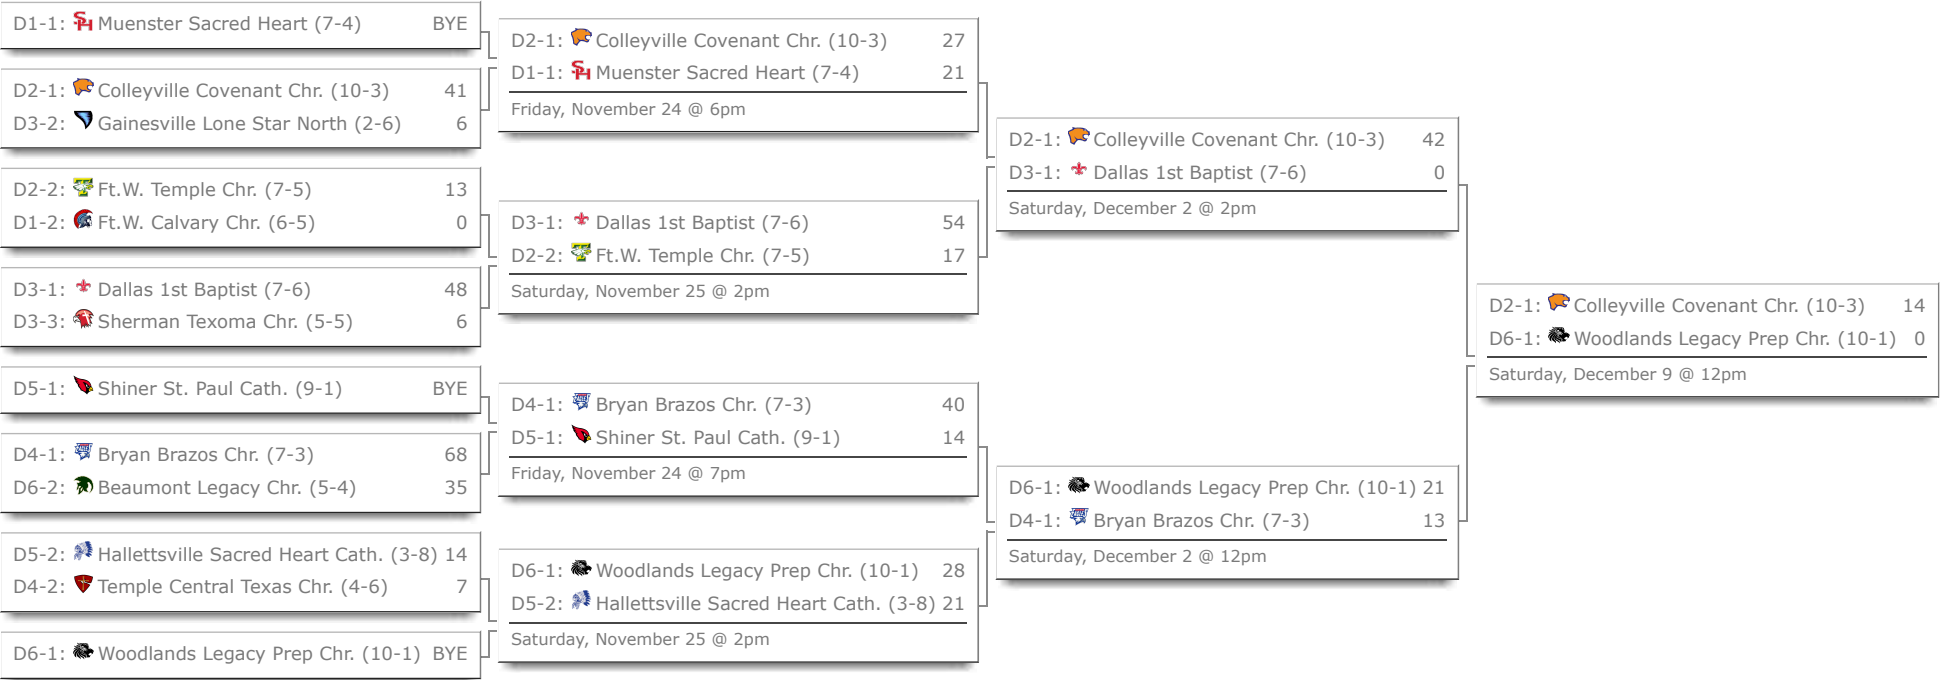 D1-1: Muenster Sacred Heart (7-4) BYE
D2-1: Colleyville Covenant Chr. (10-3) 41
D3-2: Gainesville Lone Star North (2-6) 6
D2-2: Ft.W. Temple Chr. (7-5) 13
D1-2: Ft.W. Calvary Chr. (6-5) 0
D3-1: Dallas 1st Baptist (7-6) 48
D3-3: Sherman Texoma Chr. (5-5) 6
D5-1: Shiner St. Paul Cath. (9-1) BYE
D4-1: Bryan Brazos Chr. (7-3) 68
D6-2: Beaumont Legacy Chr. (5-4) 35
D5-2: Hallettsville Sacred Heart Cath. (3-8) 14
D4-2: Temple Central Texas Chr. (4-6) 7
D6-1: Woodlands Legacy Prep Chr. (10-1) BYE
D2-1: Colleyville Covenant Chr. (10-3) 27
D1-1: Muenster Sacred Heart (7-4) 21
Friday, November 24 @ 6pm
D3-1: Dallas 1st Baptist (7-6) 54
D2-2: Ft.W. Temple Chr. (7-5) 17
Saturday, November 25 @ 2pm
D4-1: Bryan Brazos Chr. (7-3) 40
D5-1: Shiner St. Paul Cath. (9-1) 14
Friday, November 24 @ 7pm
D6-1: Woodlands Legacy Prep Chr. (10-1) 28
D5-2: Hallettsville Sacred Heart Cath. (3-8) 21
Saturday, November 25 @ 2pm
D2-1: Colleyville Covenant Chr. (10-3) 42
D3-1: Dallas 1st Baptist (7-6) 0
Saturday, December 2 @ 2pm
D6-1: Woodlands Legacy Prep Chr. (10-1) 21
D4-1: Bryan Brazos Chr. (7-3) 13
Saturday, December 2 @ 12pm
D2-1: Colleyville Covenant Chr. (10-3) 14
D6-1: Woodlands Legacy Prep Chr. (10-1) 0
Saturday, December 9 @ 12pm